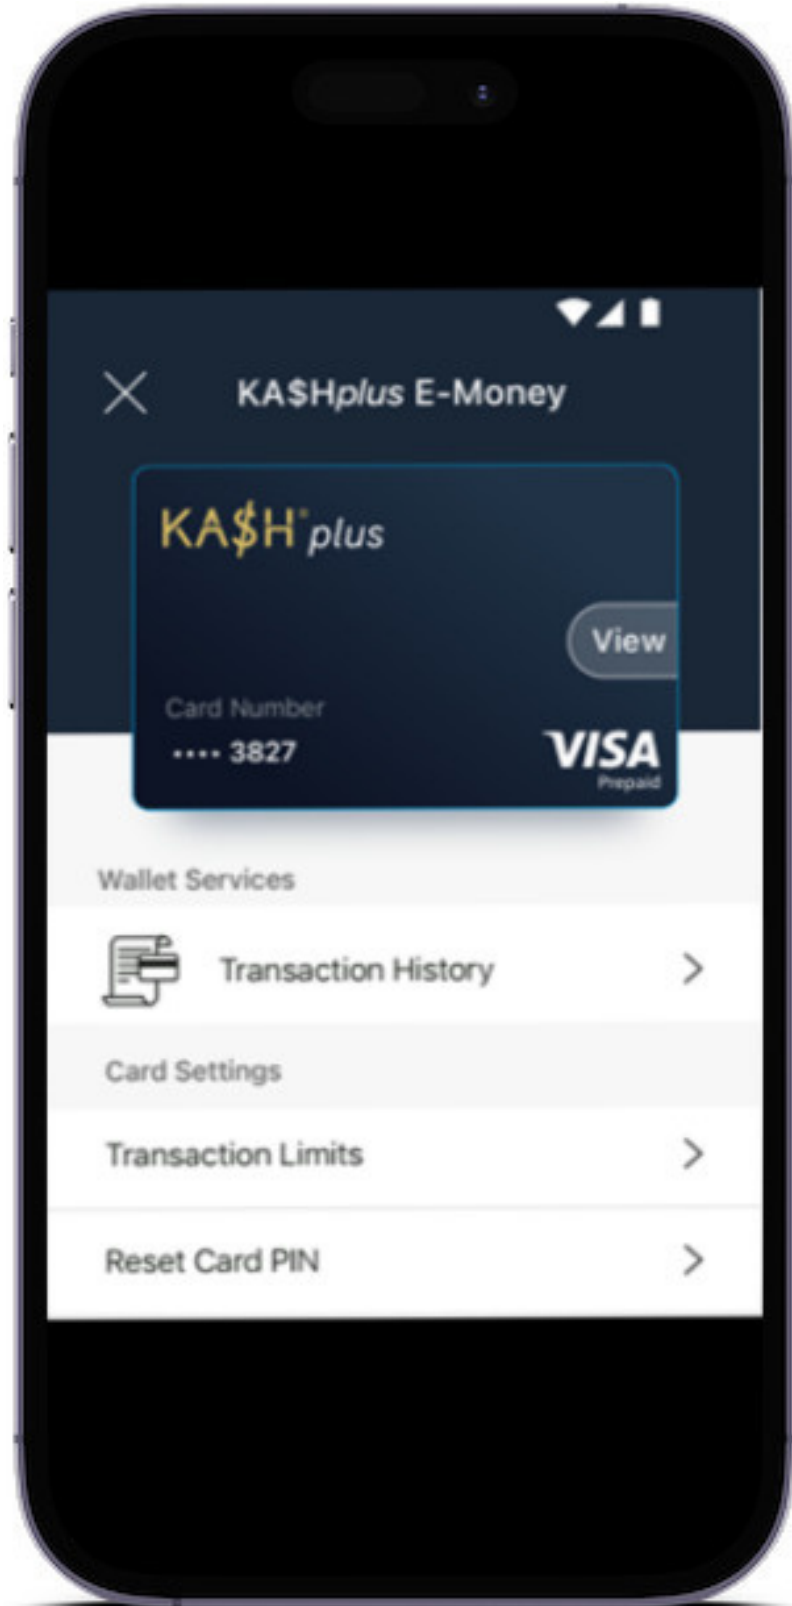 KA$Hplus E-Money
KA$H® plus
View
Card Number
•••• 3827
VISA
Prepaid
Wallet Services
Transaction History
Card Settings
Transaction Limits
Reset Card PIN